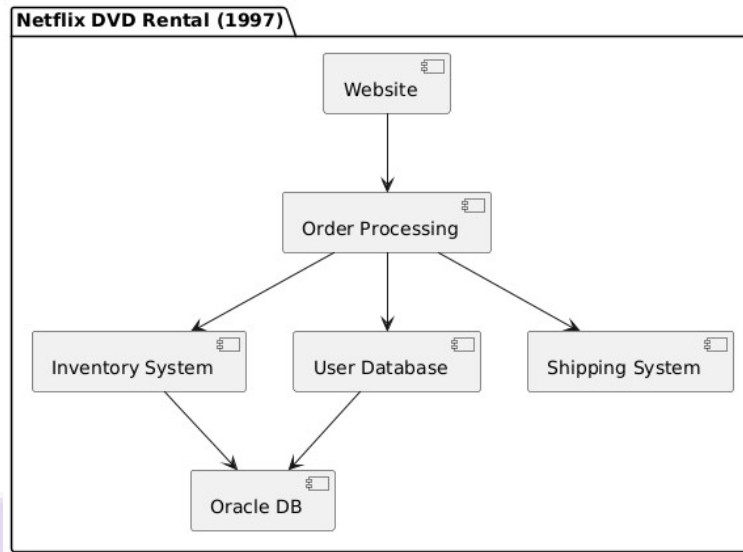 Netflix DVD Rental (1997)
Website
Order Processing
Inventory System
User Database
Shipping System
Oracle DB